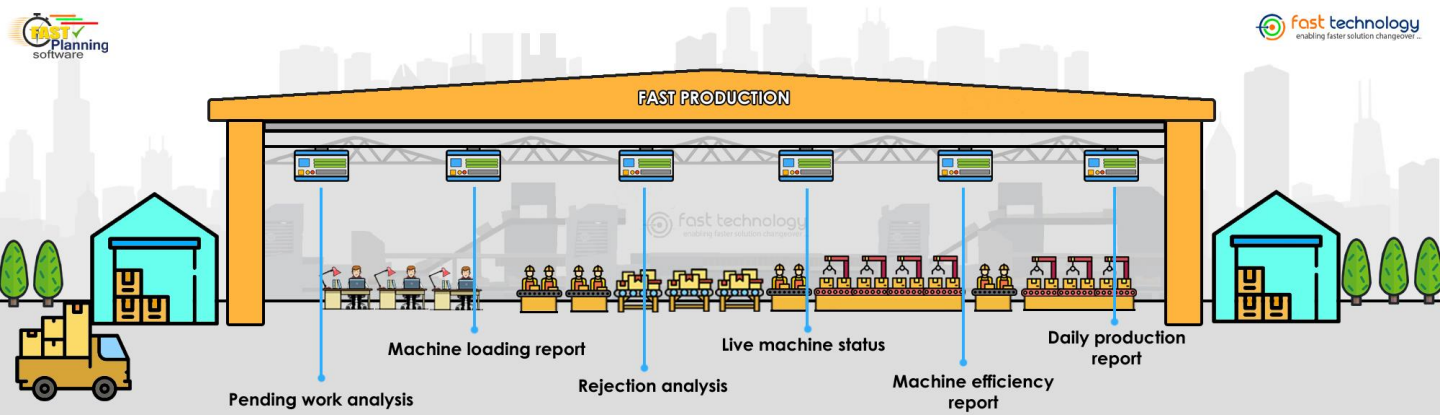 FAST
Planning
software
fast technology
enabling faster solution changeover ..
FAST PRODUCTION
fast technology
enabling faster solution changeover
Machine loading report
Live machine status
Daily production
report
Rejection analysis
Machine efficiency
report
Pending work analysis